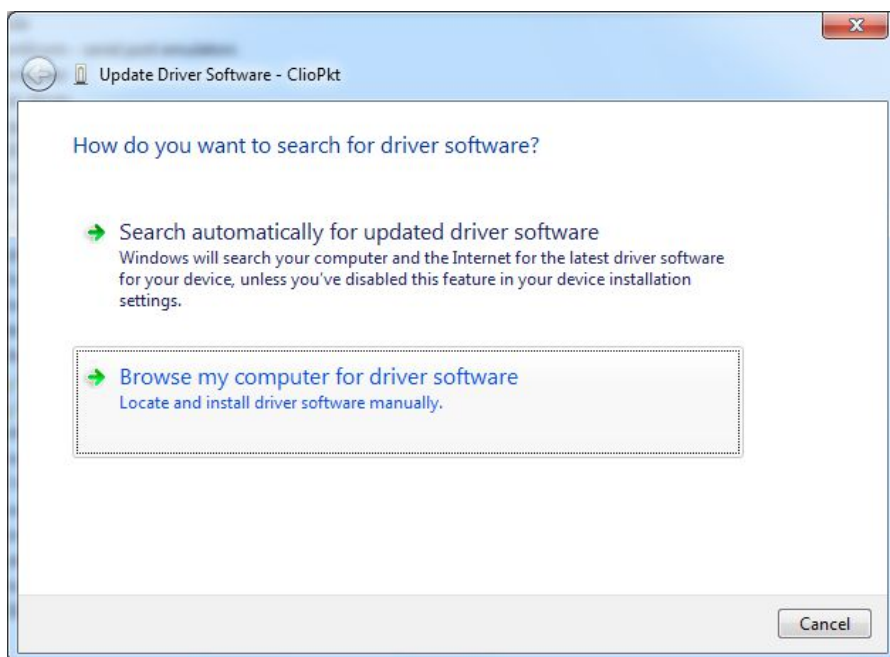 Update Driver Software - ClioPkt
How do you want to search for driver software?
Search automatically for updated driver software
Windows will search your computer and the Internet for the latest driver software
for your device, unless you've disabled this feature in your device installation
settings.
Browse my computer for driver software
Locate and install driver software manually.
Cancel